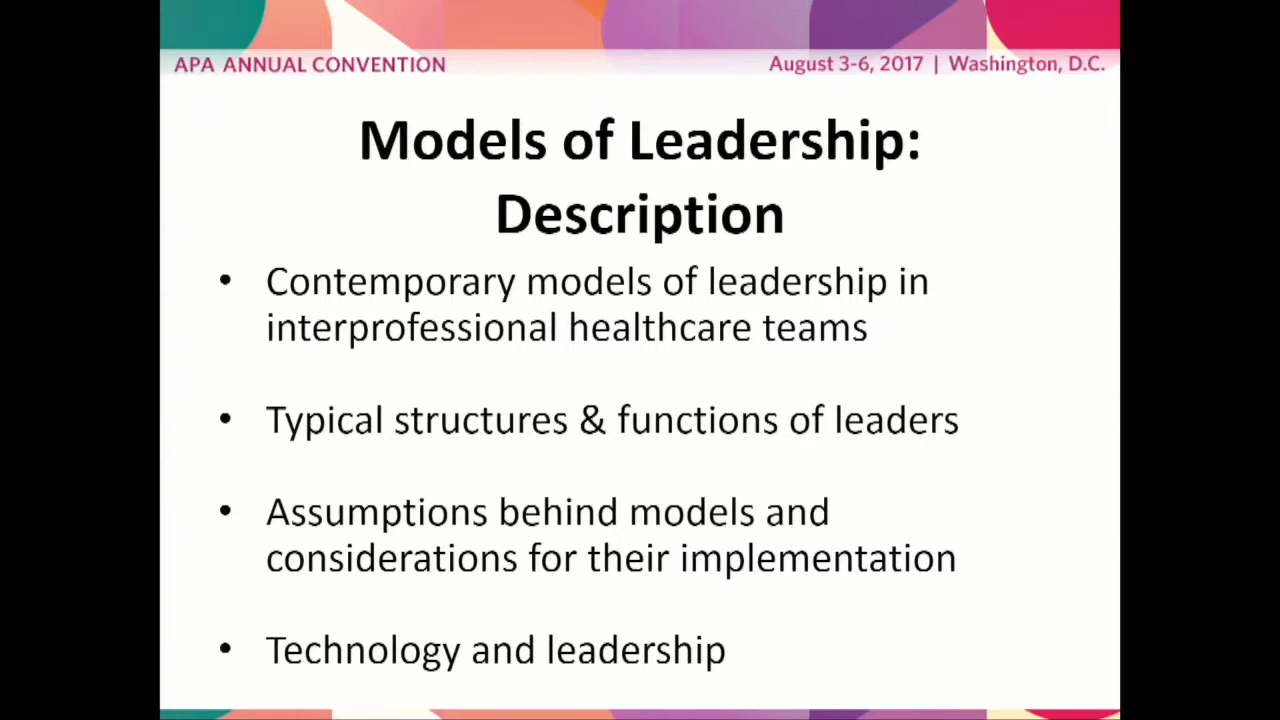 APA ANNUAL CONVENTION
August 3-6, 2017 | Washington, D.C.
Models of Leadership:
Description
• Contemporary models of leadership in
interprofessional healthcare teams
• Typical structures & functions of leaders
• Assumptions behind models and
considerations for their implementation
• Technology and leadership